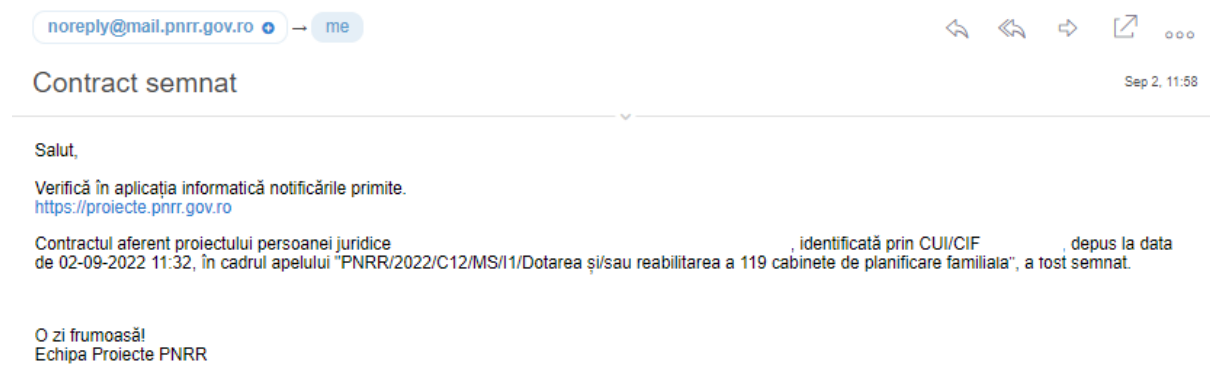 noreply@mail.pnrr.gov.ro → me
Contract semnat
Sep 2, 11:58
Salut,
Verifică în aplicația informatică notificările primite.
https://proiecte.pnrr.gov.ro
Contractul aferent proiectului persoanei juridice , identificată prin CUI/CIF , depus la data
de 02-09-2022 11:32, în cadrul apelului "PNRR/2022/C12/MS/I1/Dotarea și/sau reabilitarea a 119 cabinete de planificare familială", a fost semnat.
O zi frumoasă!
Echipa Proiecte PNRR